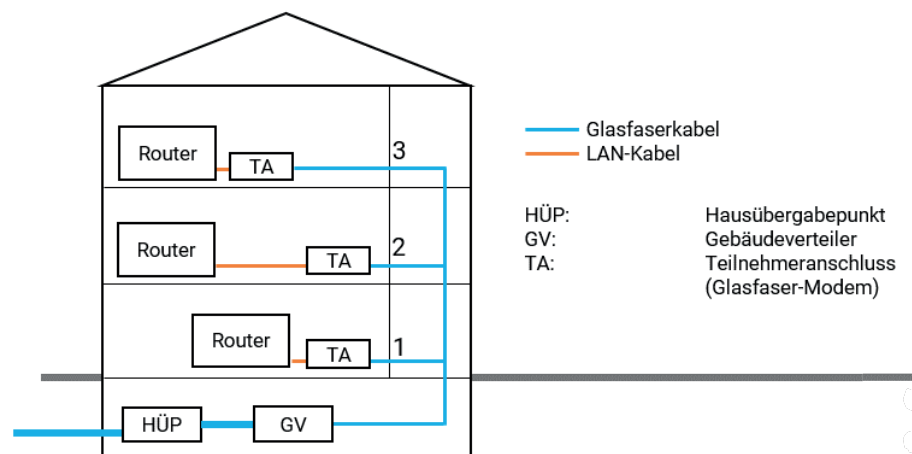 Router
TA
3
Router
TA
2
Router
TA
1
HÜP
GV
Glasfaserkabel
LAN-Kabel
HÜP: Hausübergabepunkt
GV: Gebäudeverteiler
TA: Teilnehmeranschluss
(Glasfaser-Modem)